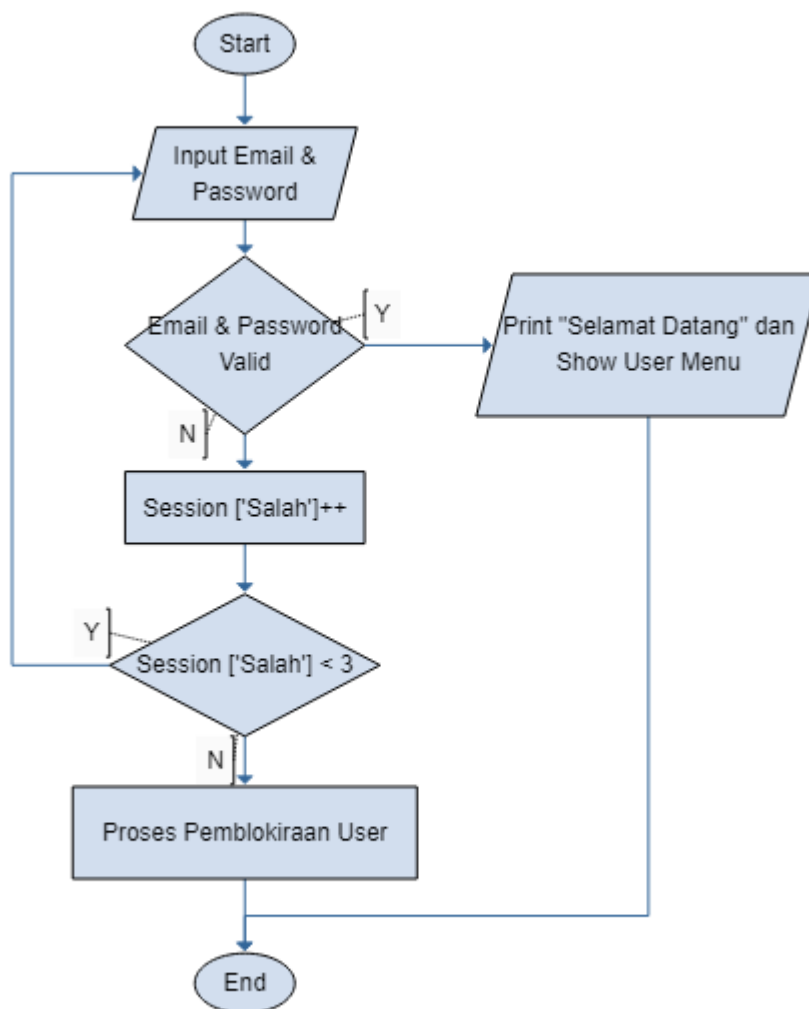 Start
Input Email &
Password
Email & Password
Valid
Y
Print "Selamat Datang" dan
Show User Menu
N
Session ['Salah']++
Y
Session ['Salah'] < 3
N
Proses Pemblokiraan User
End